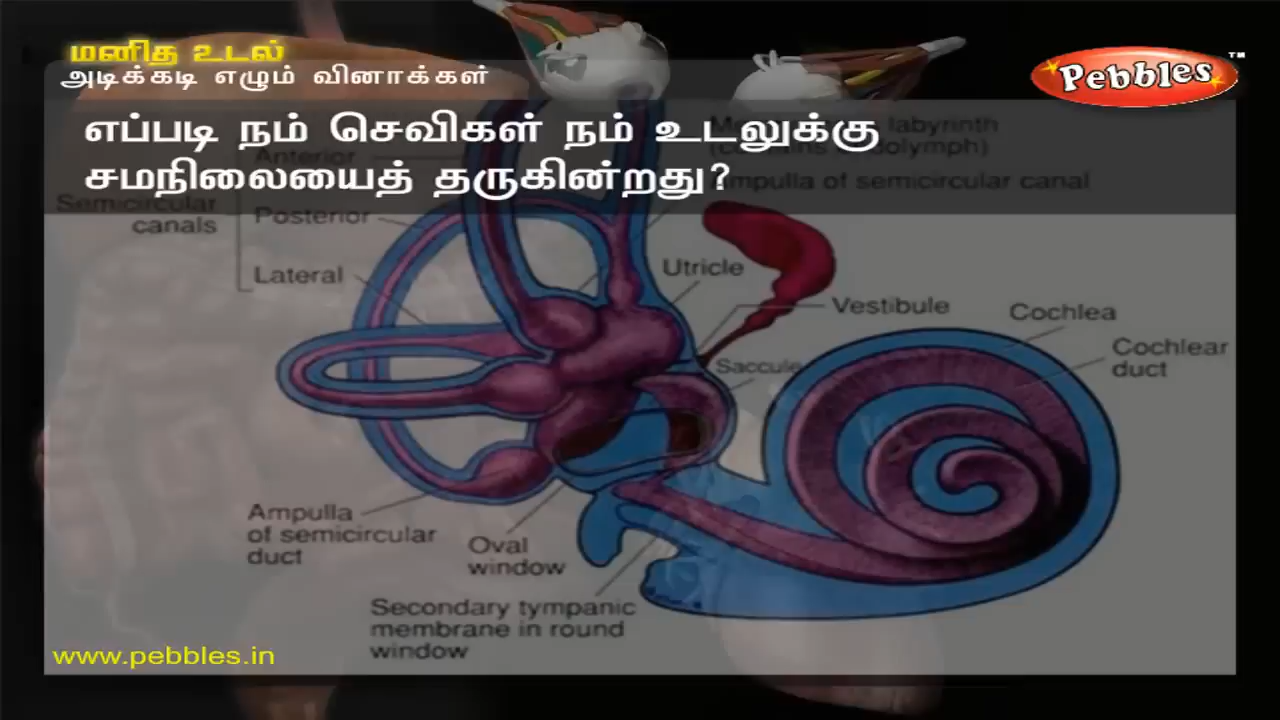 மனித உடல்
அடிக்கடி எழும் வினாக்கள்
Pebbles™
எப்படி நம் செவிகள் நம் உடலுக்கு
சமநிலையைத் தருகின்றது?
labyrinth
Anterior
Ampulla of semicircular canal
Semicircular
canals
Posterior
Lateral
Utricle
Vestibule
Cochlea
Cochlear
duct
Saccule
Ampulla
of semicircular
duct
Oval
window
Secondary tympanic
membrane in round
window
www.pebbles.in